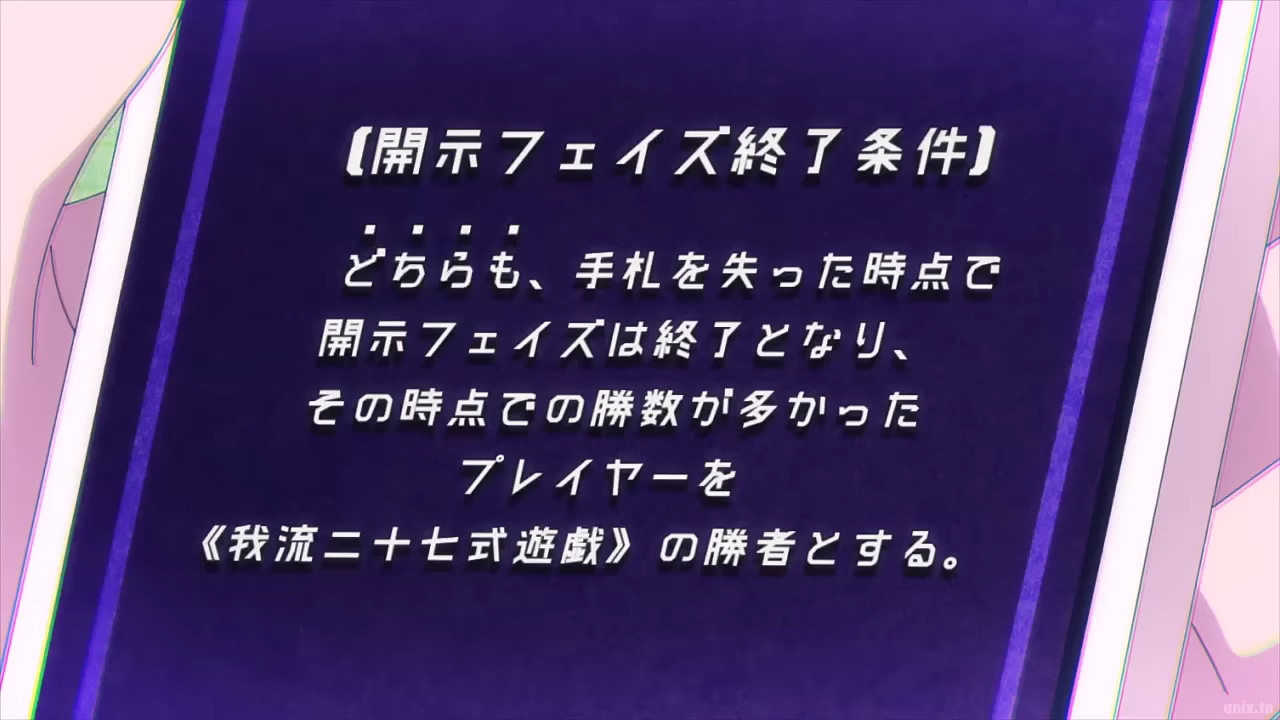 【開示フェイズ終了条件】
どちらも、手札を失った時点で
開示フェイズは終了となり、
その時点での勝数が多かった
プレイヤーを
《我流二十七式遊戯》の勝者とする。
anix.to